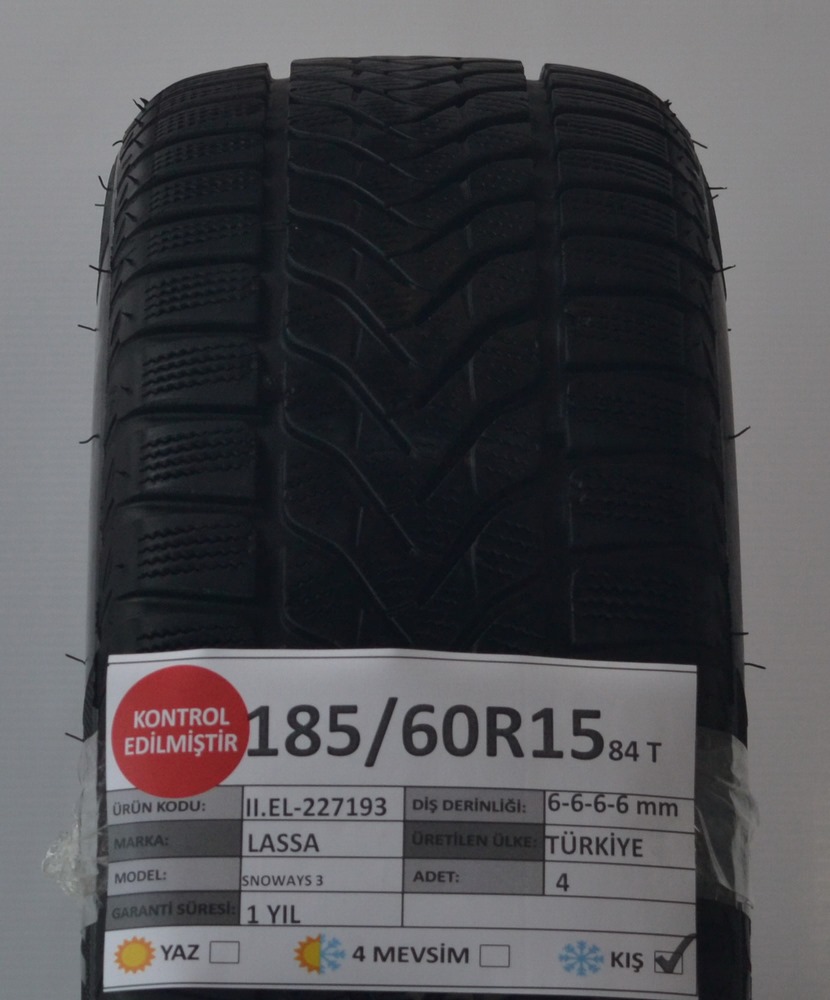 KONTROL
EDİLMİŞTİR
185/60R15 84 T
ÜRÜN KODU: II.EL-227193 DİŞ DERİNLİĞİ: 6-6-6-6 mm
MARKA: LASSA ÜRETİLEN ÜLKE: TÜRKİYE
MODEL: SNOWAYS 3 ADET: 4
GARANTİ SÜRESİ: 1 YIL
YAZ 4 MEVSİM KIŞ